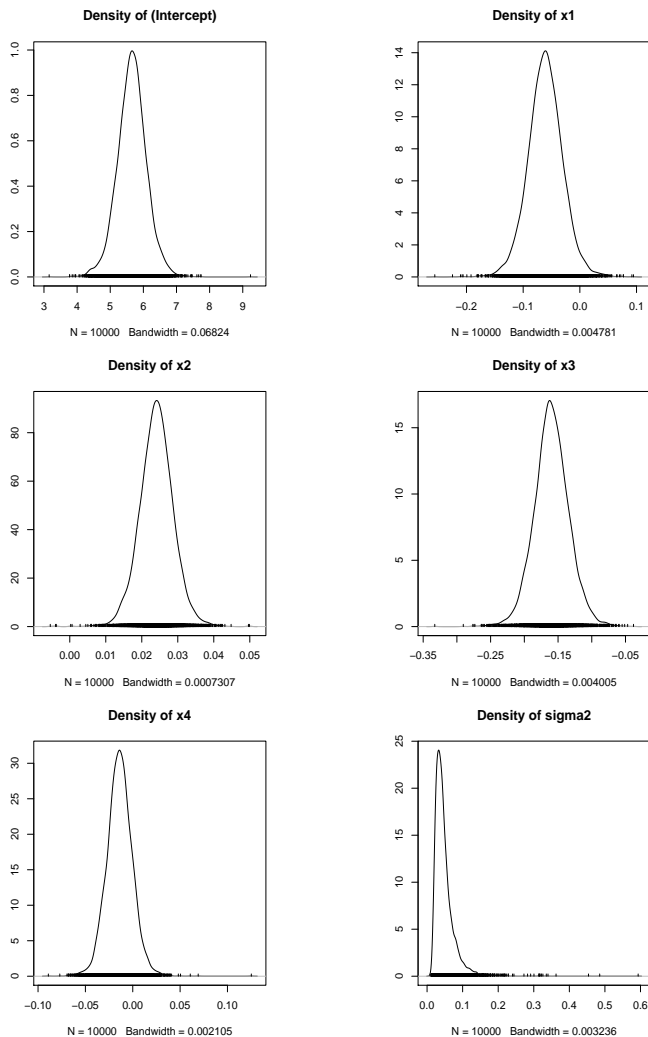 Density of (Intercept)
1.0
0.8
0.6
0.4
0.2
0.0
3 4 5 6 7 8 9
N = 10000 Bandwidth = 0.06824
Density of x1
14
12
10
8
6
4
2
0
−0.2 −0.1 0.0 0.1
N = 10000 Bandwidth = 0.004781
Density of x2
80
60
40
20
0
0.00 0.01 0.02 0.03 0.04 0.05
N = 10000 Bandwidth = 0.0007307
Density of x3
15
10
5
0
−0.35 −0.25 −0.15 −0.05
N = 10000 Bandwidth = 0.004005
Density of x4
30
25
20
15
10
5
0
−0.10 −0.05 0.00 0.05 0.10
N = 10000 Bandwidth = 0.002105
Density of sigma2
25
20
15
10
5
0
0.0 0.1 0.2 0.3 0.4 0.5 0.6
N = 10000 Bandwidth = 0.003236